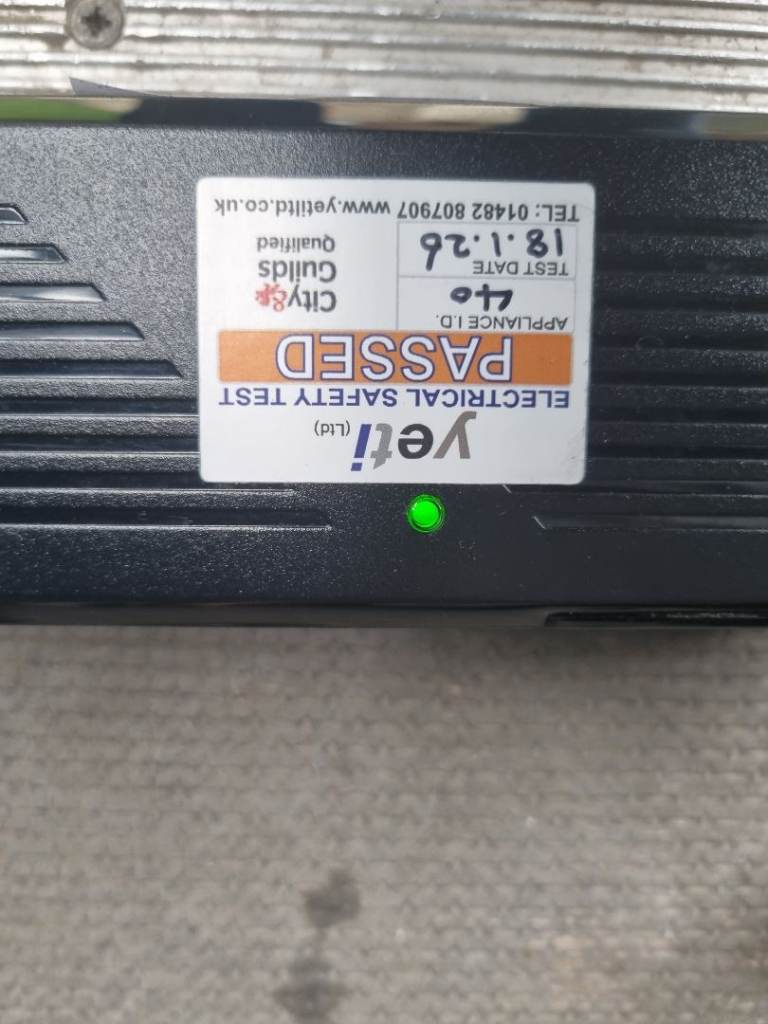 yeti (Ltd)
ELECTRICAL SAFETY TEST
PASSED
APPLIANCE I.D.
40
City &
Guilds
Qualified
TEST DATE
18.1.26
TEL: 01482 807907 www.yetiltd.co.uk